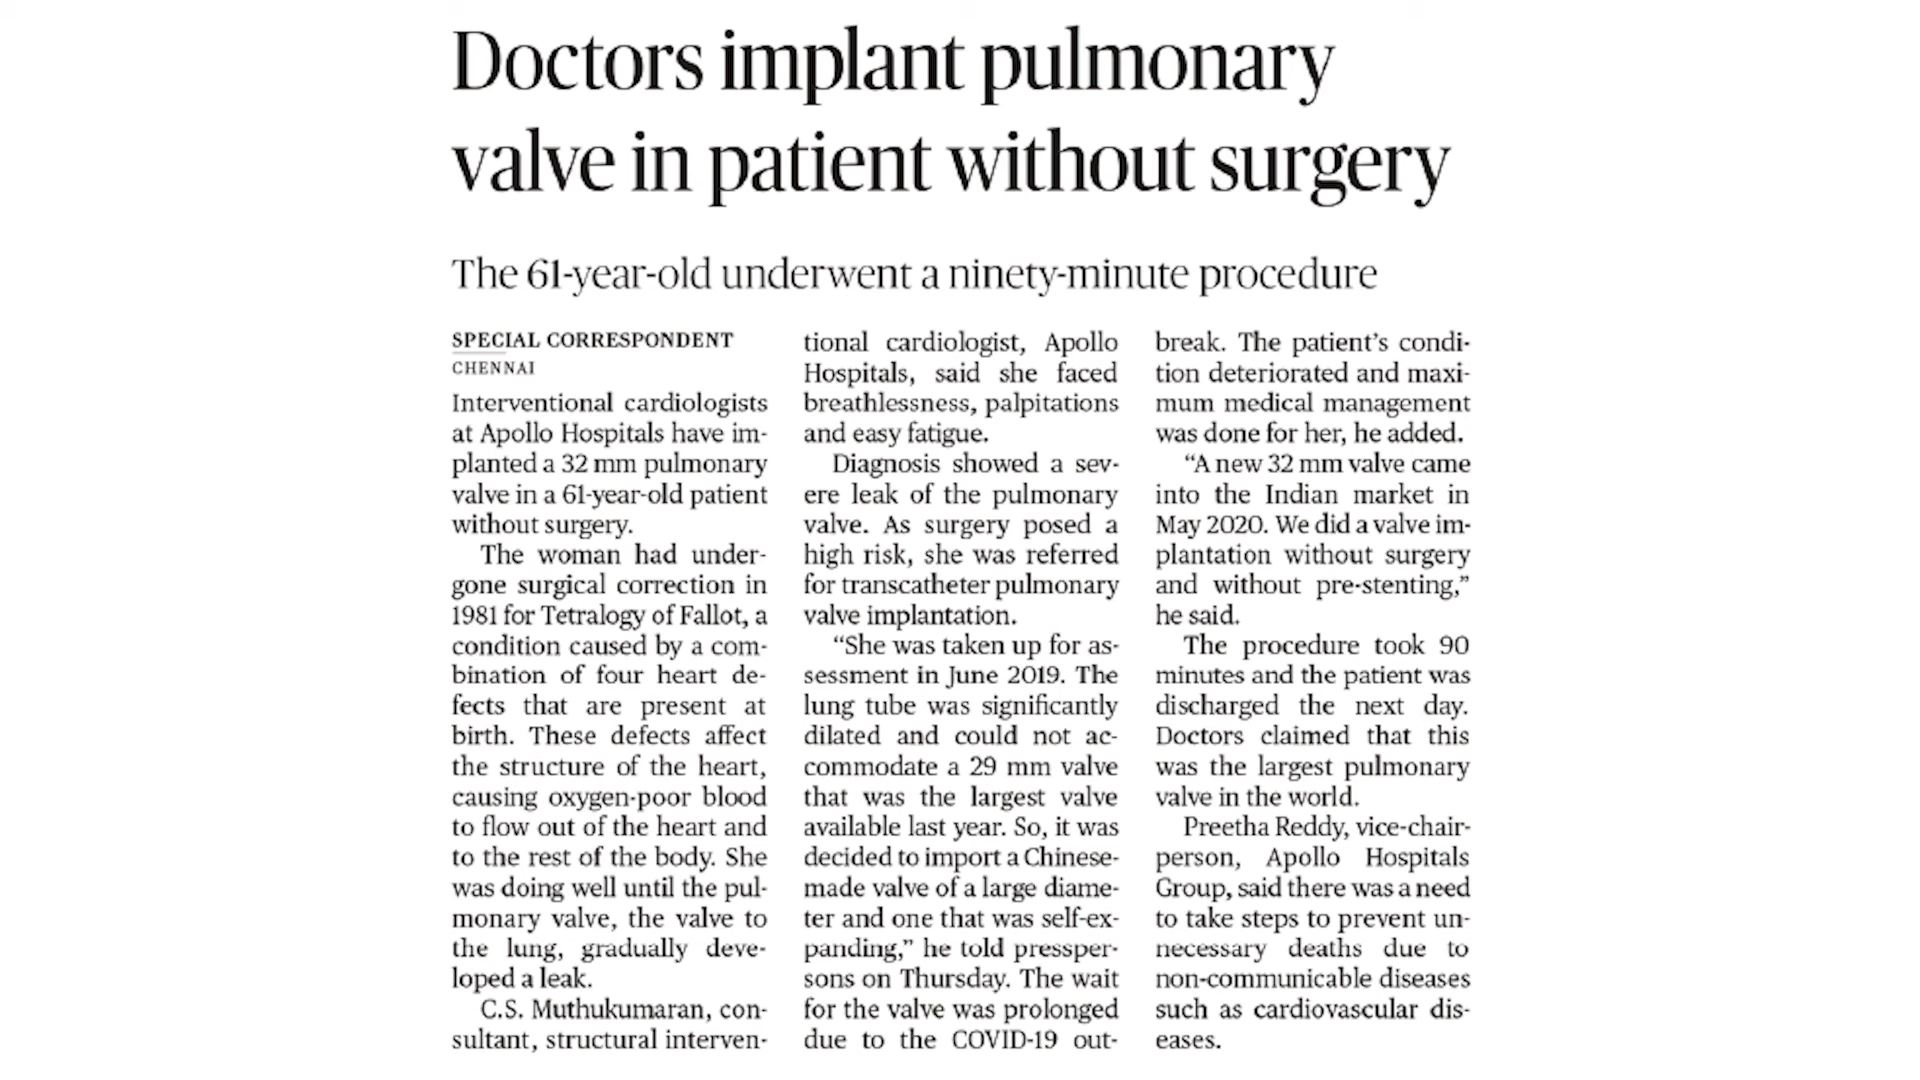 Doctors implant pulmonary
valve in patient without surgery
The 61-year-old underwent a ninety-minute procedure
SPECIAL CORRESPONDENT
CHENNAI
Interventional cardiologists
at Apollo Hospitals have im-
planted a 32 mm pulmonary
valve in a 61-year-old patient
without surgery.
The woman had under-
gone surgical correction in
1981 for Tetralogy of Fallot, a
condition caused by a com-
bination of four heart de-
fects that are present at
birth. These defects affect
the structure of the heart,
causing oxygen-poor blood
to flow out of the heart and
to the rest of the body. She
was doing well until the pul-
monary valve, the valve to
the lung, gradually deve-
loped a leak.
C.S. Muthukumaran, con-
sultant, structural interven-
tional cardiologist, Apollo
Hospitals, said she faced
breathlessness, palpitations
and easy fatigue.
Diagnosis showed a sev-
ere leak of the pulmonary
valve. As surgery posed a
high risk, she was referred
for transcatheter pulmonary
valve implantation.
“She was taken up for as-
sessment in June 2019. The
lung tube was significantly
dilated and could not ac-
commodate a 29 mm valve
that was the largest valve
available last year. So, it was
decided to import a Chinese-
made valve of a large diame-
ter and one that was self-ex-
panding,” he told pressper-
sons on Thursday. The wait
for the valve was prolonged
due to the COVID-19 out-
break. The patient’s condi-
tion deteriorated and maxi-
mum medical management
was done for her, he added.
“A new 32 mm valve came
into the Indian market in
May 2020. We did a valve im-
plantation without surgery
and without pre-stenting,”
he said.
The procedure took 90
minutes and the patient was
discharged the next day.
Doctors claimed that this
was the largest pulmonary
valve in the world.
Preetha Reddy, vice-chair-
person, Apollo Hospitals
Group, said there was a need
to take steps to prevent un-
necessary deaths due to
non-communicable diseases
such as cardiovascular dis-
eases.